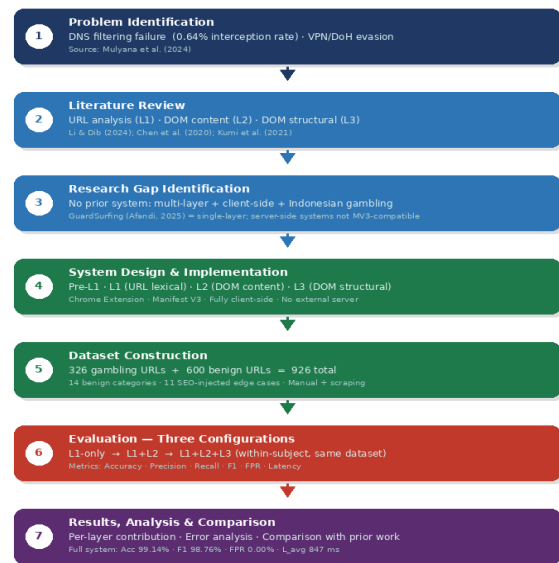 1
Problem Identification
DNS filtering failure (0.64% interception rate) · VPN/DoH evasion
Source: Mulyana et al. (2024)
2
Literature Review
URL analysis (L1) · DOM content (L2) · DOM structural (L3)
Li & Dib (2024); Chen et al. (2020); Kumi et al. (2021)
3
Research Gap Identification
No prior system: multi-layer + client-side + Indonesian gambling
GuardSurfing (Afandi, 2025) = single-layer; server-side systems not MV3-compatible
4
System Design & Implementation
Pre-L1 · L1 (URL lexical) · L2 (DOM content) · L3 (DOM structural)
Chrome Extension · Manifest V3 · Fully client-side · No external server
5
Dataset Construction
326 gambling URLs + 600 benign URLs = 926 total
14 benign categories · 11 SEO-injected edge cases · Manual + scraping
6
Evaluation — Three Configurations
L1-only → L1+L2 → L1+L2+L3 (within-subject, same dataset)
Metrics: Accuracy · Precision · Recall · F1 · FPR · Latency
7
Results, Analysis & Comparison
Per-layer contribution · Error analysis · Comparison with prior work
Full system: Acc 99.14% · F1 98.76% · FPR 0.00% · L_avg 847 ms